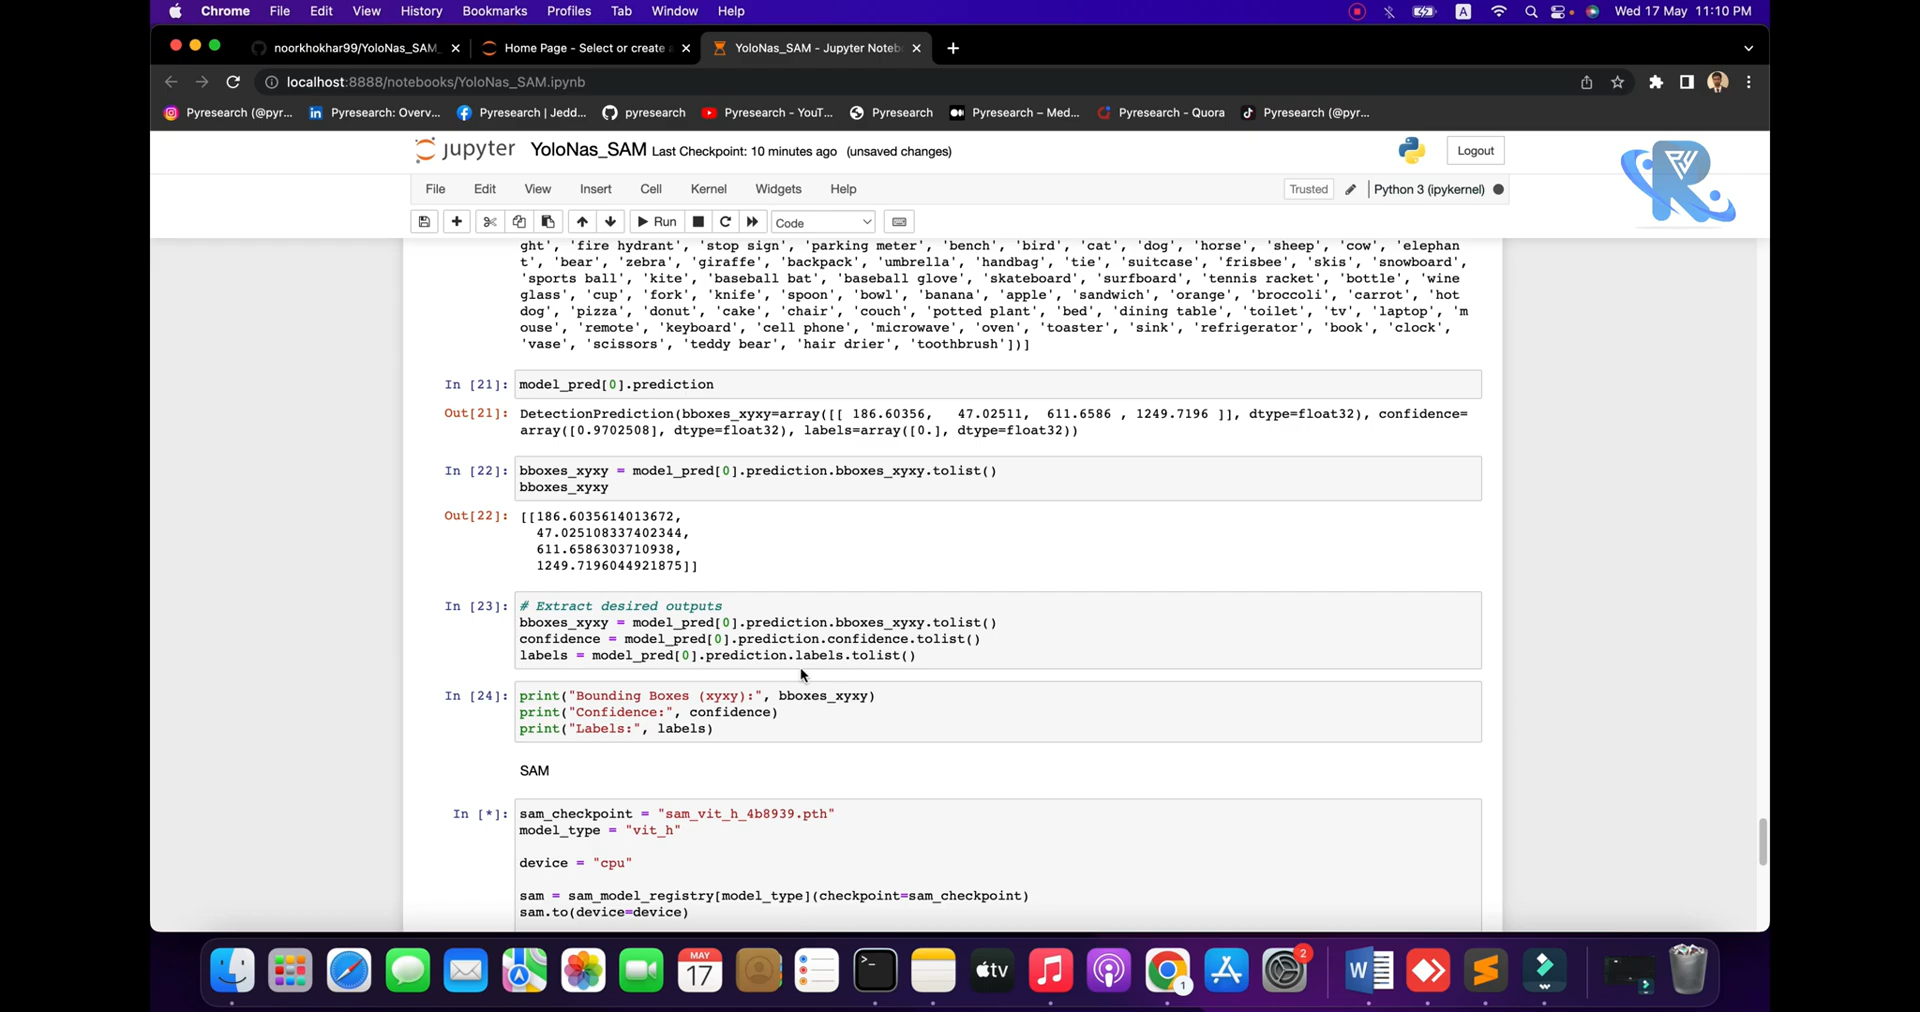 Chrome File Edit View History Bookmarks Profiles Tab Window Help A Wed 17 May 11:10 PM
noorkhokhar99/YoloNas_SAM Home Page - Select or create a YoloNas_SAM - Jupyter Noteb
localhost:8888/notebooks/YoloNas_SAM.ipynb
Pyresearch (@pyr... Pyresearch: Overv... Pyresearch | Jedd... pyresearch Pyresearch - YouT... Pyresearch Pyresearch – Med... Pyresearch - Quora Pyresearch (@pyr...
jupyter YoloNas_SAM Last Checkpoint: 10 minutes ago (unsaved changes) Logout
File Edit View Insert Cell Kernel Widgets Help Trusted Python 3 (ipykernel)
Run Code
ght', 'fire hydrant', 'stop sign', 'parking meter', 'bench', 'bird', 'cat', 'dog', 'horse', 'sheep', 'cow', 'elephan
t', 'bear', 'zebra', 'giraffe', 'backpack', 'umbrella', 'handbag', 'tie', 'suitcase', 'frisbee', 'skis', 'snowboard',
'sports ball', 'kite', 'baseball bat', 'baseball glove', 'skateboard', 'surfboard', 'tennis racket', 'bottle', 'wine
glass', 'cup', 'fork', 'knife', 'spoon', 'bowl', 'banana', 'apple', 'sandwich', 'orange', 'broccoli', 'carrot', 'hot
dog', 'pizza', 'donut', 'cake', 'chair', 'couch', 'potted plant', 'bed', 'dining table', 'toilet', 'tv', 'laptop', 'm
ouse', 'remote', 'keyboard', 'cell phone', 'microwave', 'oven', 'toaster', 'sink', 'refrigerator', 'book', 'clock',
'vase', 'scissors', 'teddy bear', 'hair drier', 'toothbrush'])]
In [21]: model_pred[0].prediction
Out[21]: DetectionPrediction(bboxes_xyxy=array([[ 186.60356, 47.02511, 611.6586 , 1249.7196 ]], dtype=float32), confidence=
array([0.9702508], dtype=float32), labels=array([0.], dtype=float32))
In [22]: bboxes_xyxy = model_pred[0].prediction.bboxes_xyxy.tolist()
bboxes_xyxy
Out[22]: [[186.6035614013672,
47.025108337402344,
611.6586303710938,
1249.7196044921875]]
In [23]: # Extract desired outputs
bboxes_xyxy = model_pred[0].prediction.bboxes_xyxy.tolist()
confidence = model_pred[0].prediction.confidence.tolist()
labels = model_pred[0].prediction.labels.tolist()
In [24]: print("Bounding Boxes (xyxy):", bboxes_xyxy)
print("Confidence:", confidence)
print("Labels:", labels)
SAM
In [*]: sam_checkpoint = "sam_vit_h_4b8939.pth"
model_type = "vit_h"
device = "cpu"
sam = sam_model_registry[model_type](checkpoint=sam_checkpoint)
sam.to(device=device)
MAY
17
tv
1
2